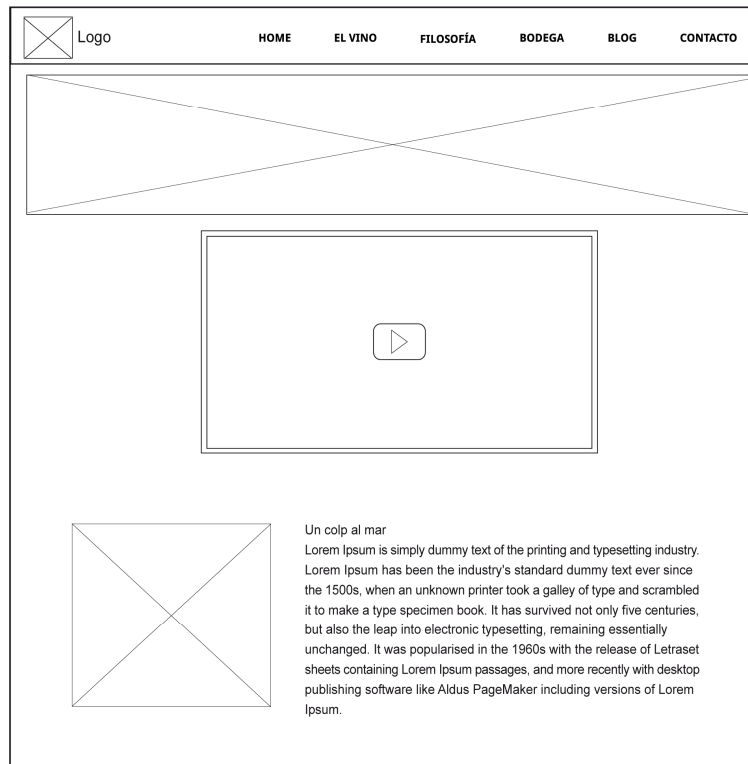 Logo
HOME EL VINO FILOSOFÍA BODEGA BLOG CONTACTO
Un colp al mar
Lorem Ipsum is simply dummy text of the printing and typesetting industry.
Lorem Ipsum has been the industry's standard dummy text ever since
the 1500s, when an unknown printer took a galley of type and scrambled
it to make a type specimen book. It has survived not only five centuries,
but also the leap into electronic typesetting, remaining essentially
unchanged. It was popularised in the 1960s with the release of Letraset
sheets containing Lorem Ipsum passages, and more recently with desktop
publishing software like Aldus PageMaker including versions of Lorem
Ipsum.